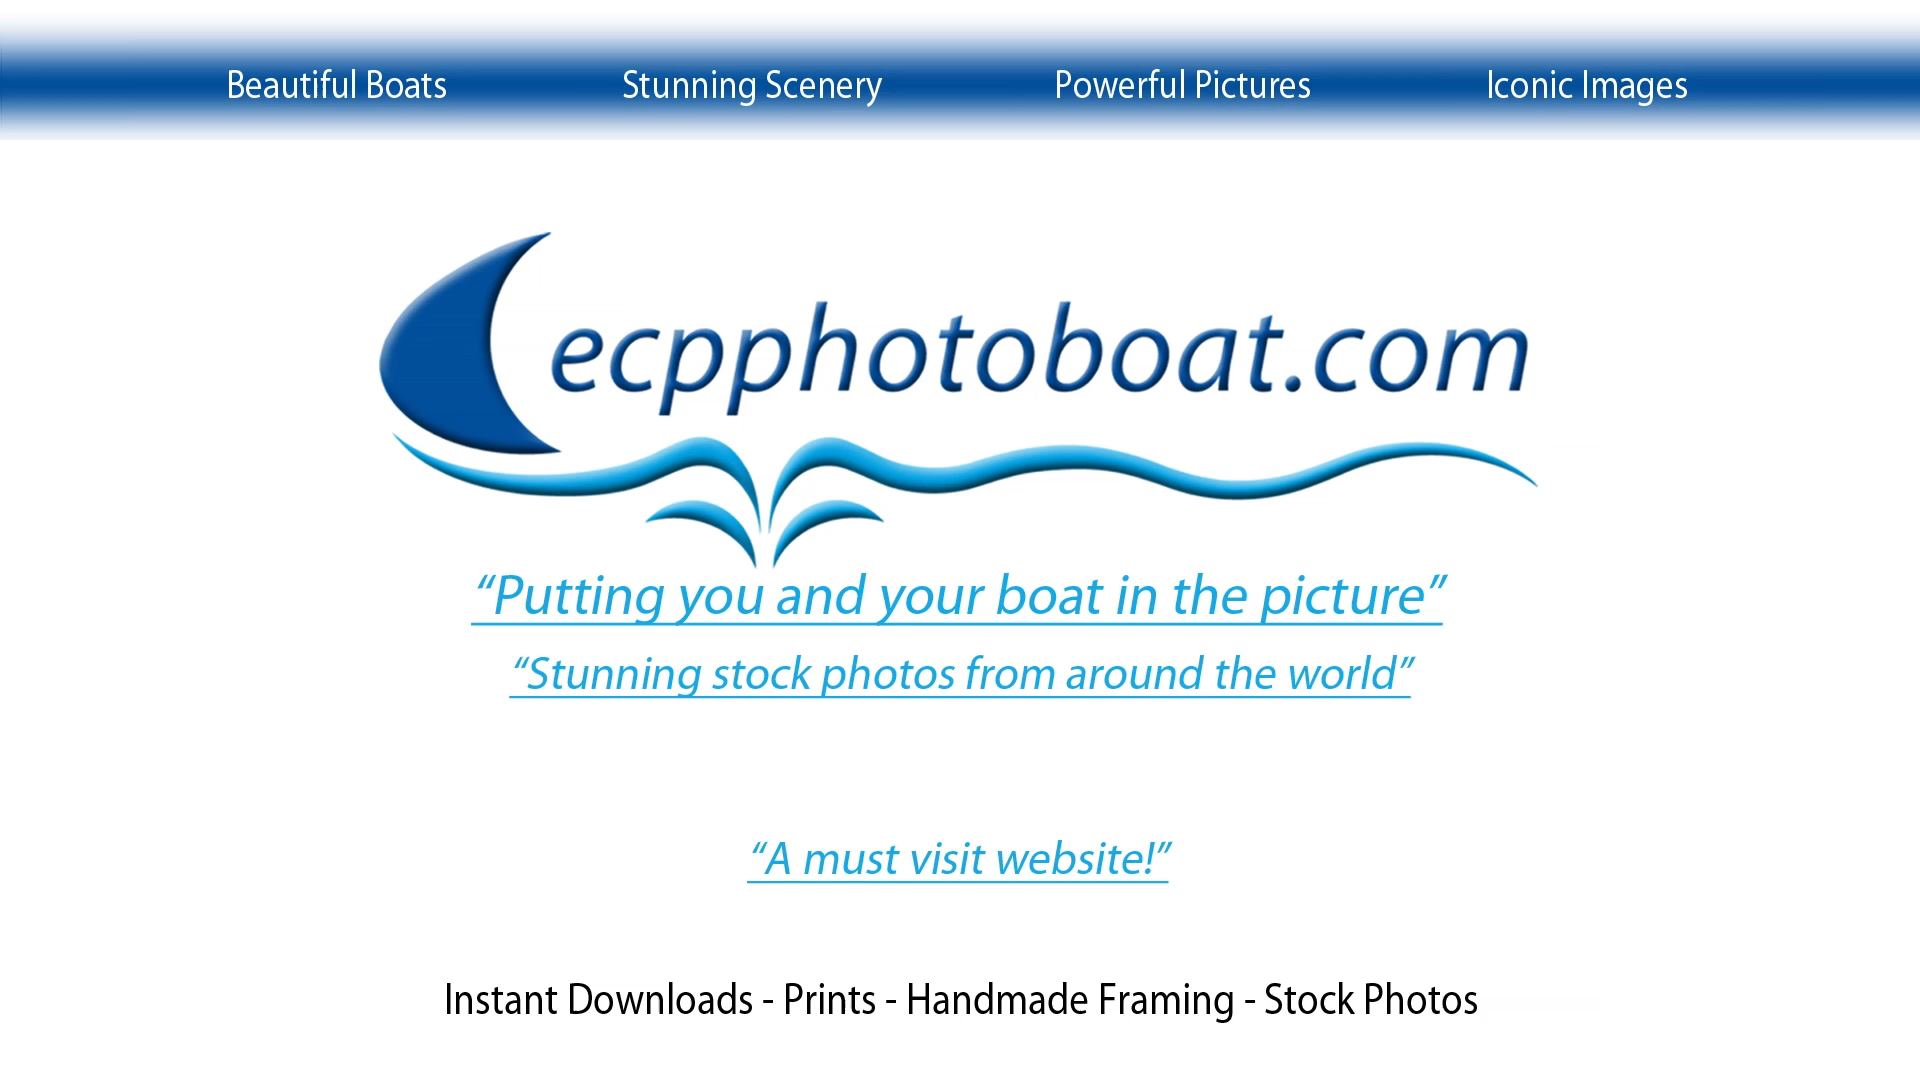 Beautiful Boats Stunning Scenery Powerful Pictures Iconic Images
ecpphotoboat.com
“Putting you and your boat in the picture”
“Stunning stock photos from around the world”
“A must visit website!”
Instant Downloads - Prints - Handmade Framing - Stock Photos